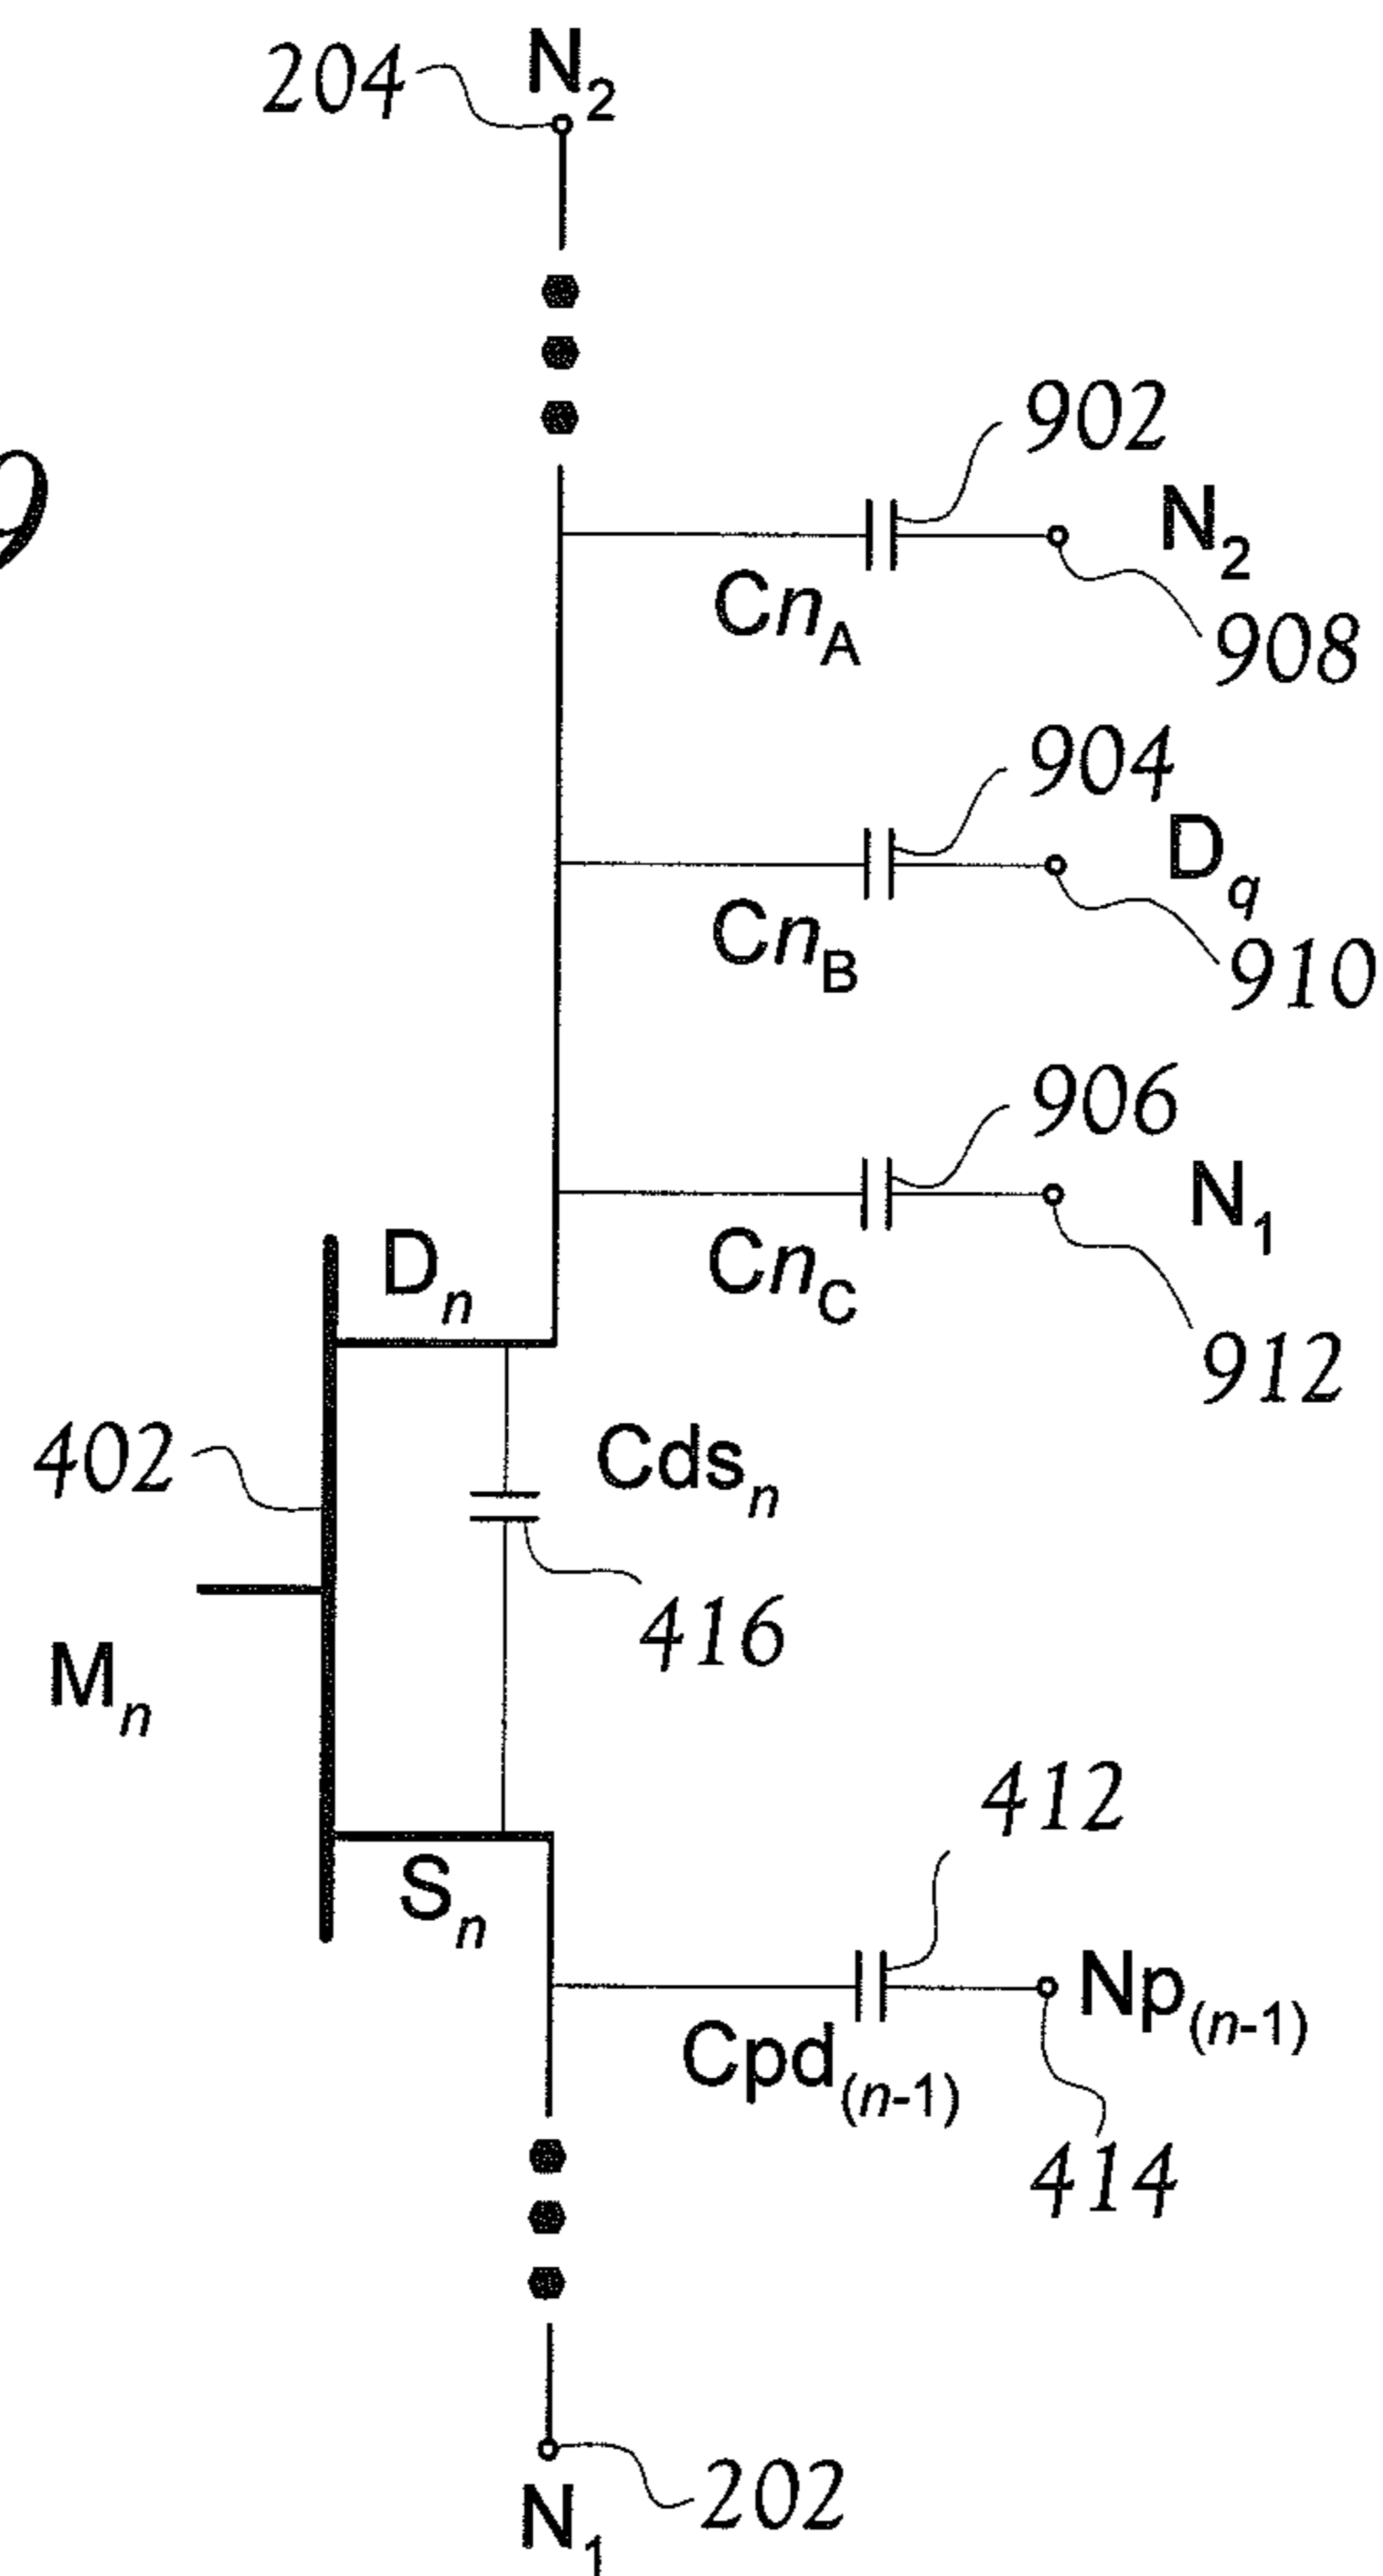 204 N₂
902
N₂
CnA
908
904
Dq
CnB
910
906
N₁
Dn
CnC
912
402
Cdsn
416
Mn
412
Sn
Np(n-1)
Cpd(n-1)
414
202
N₁
9